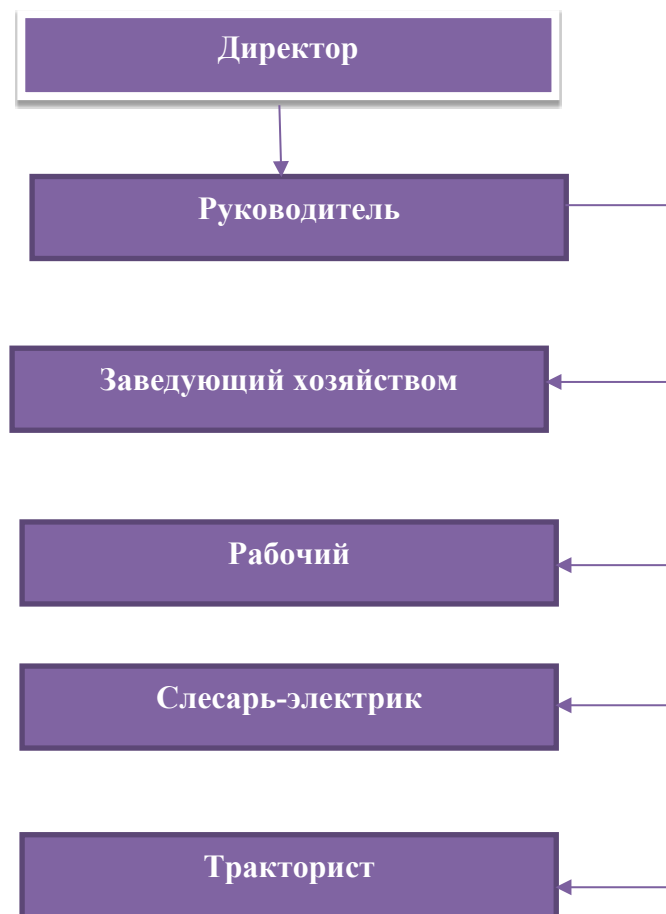 Директор
Руководитель
Заведующий хозяйством
Рабочий
Слесарь-электрик
Тракторист